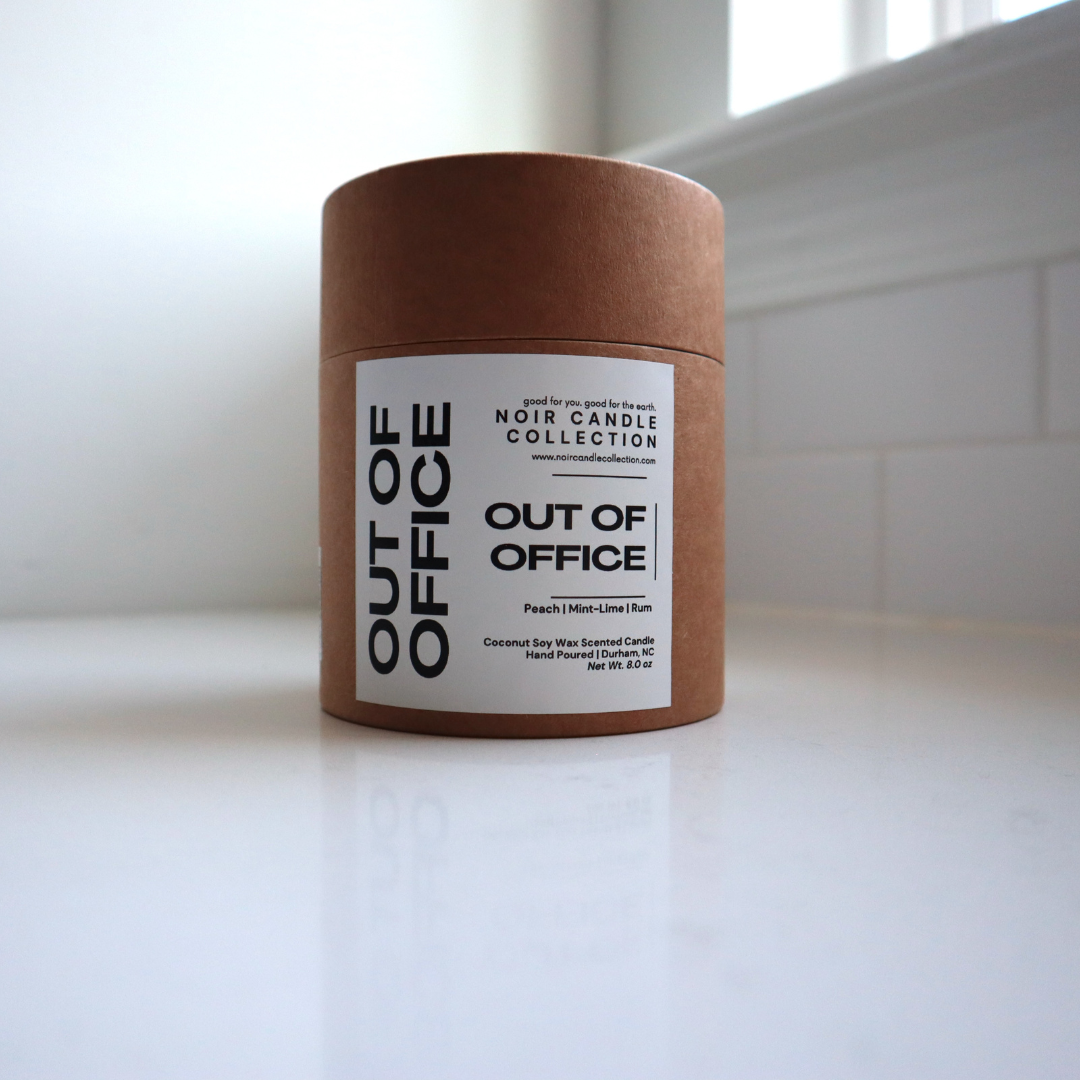 OUT OF
OFFICE
good for you. good for the earth.
NOIR CANDLE
COLLECTION
www.noircandlecollection.com
OUT OF
OFFICE
Peach | Mint-Lime | Rum
Coconut Soy Wax Scented Candle
Hand Poured | Durham, NC
Net Wt. 8.0 oz